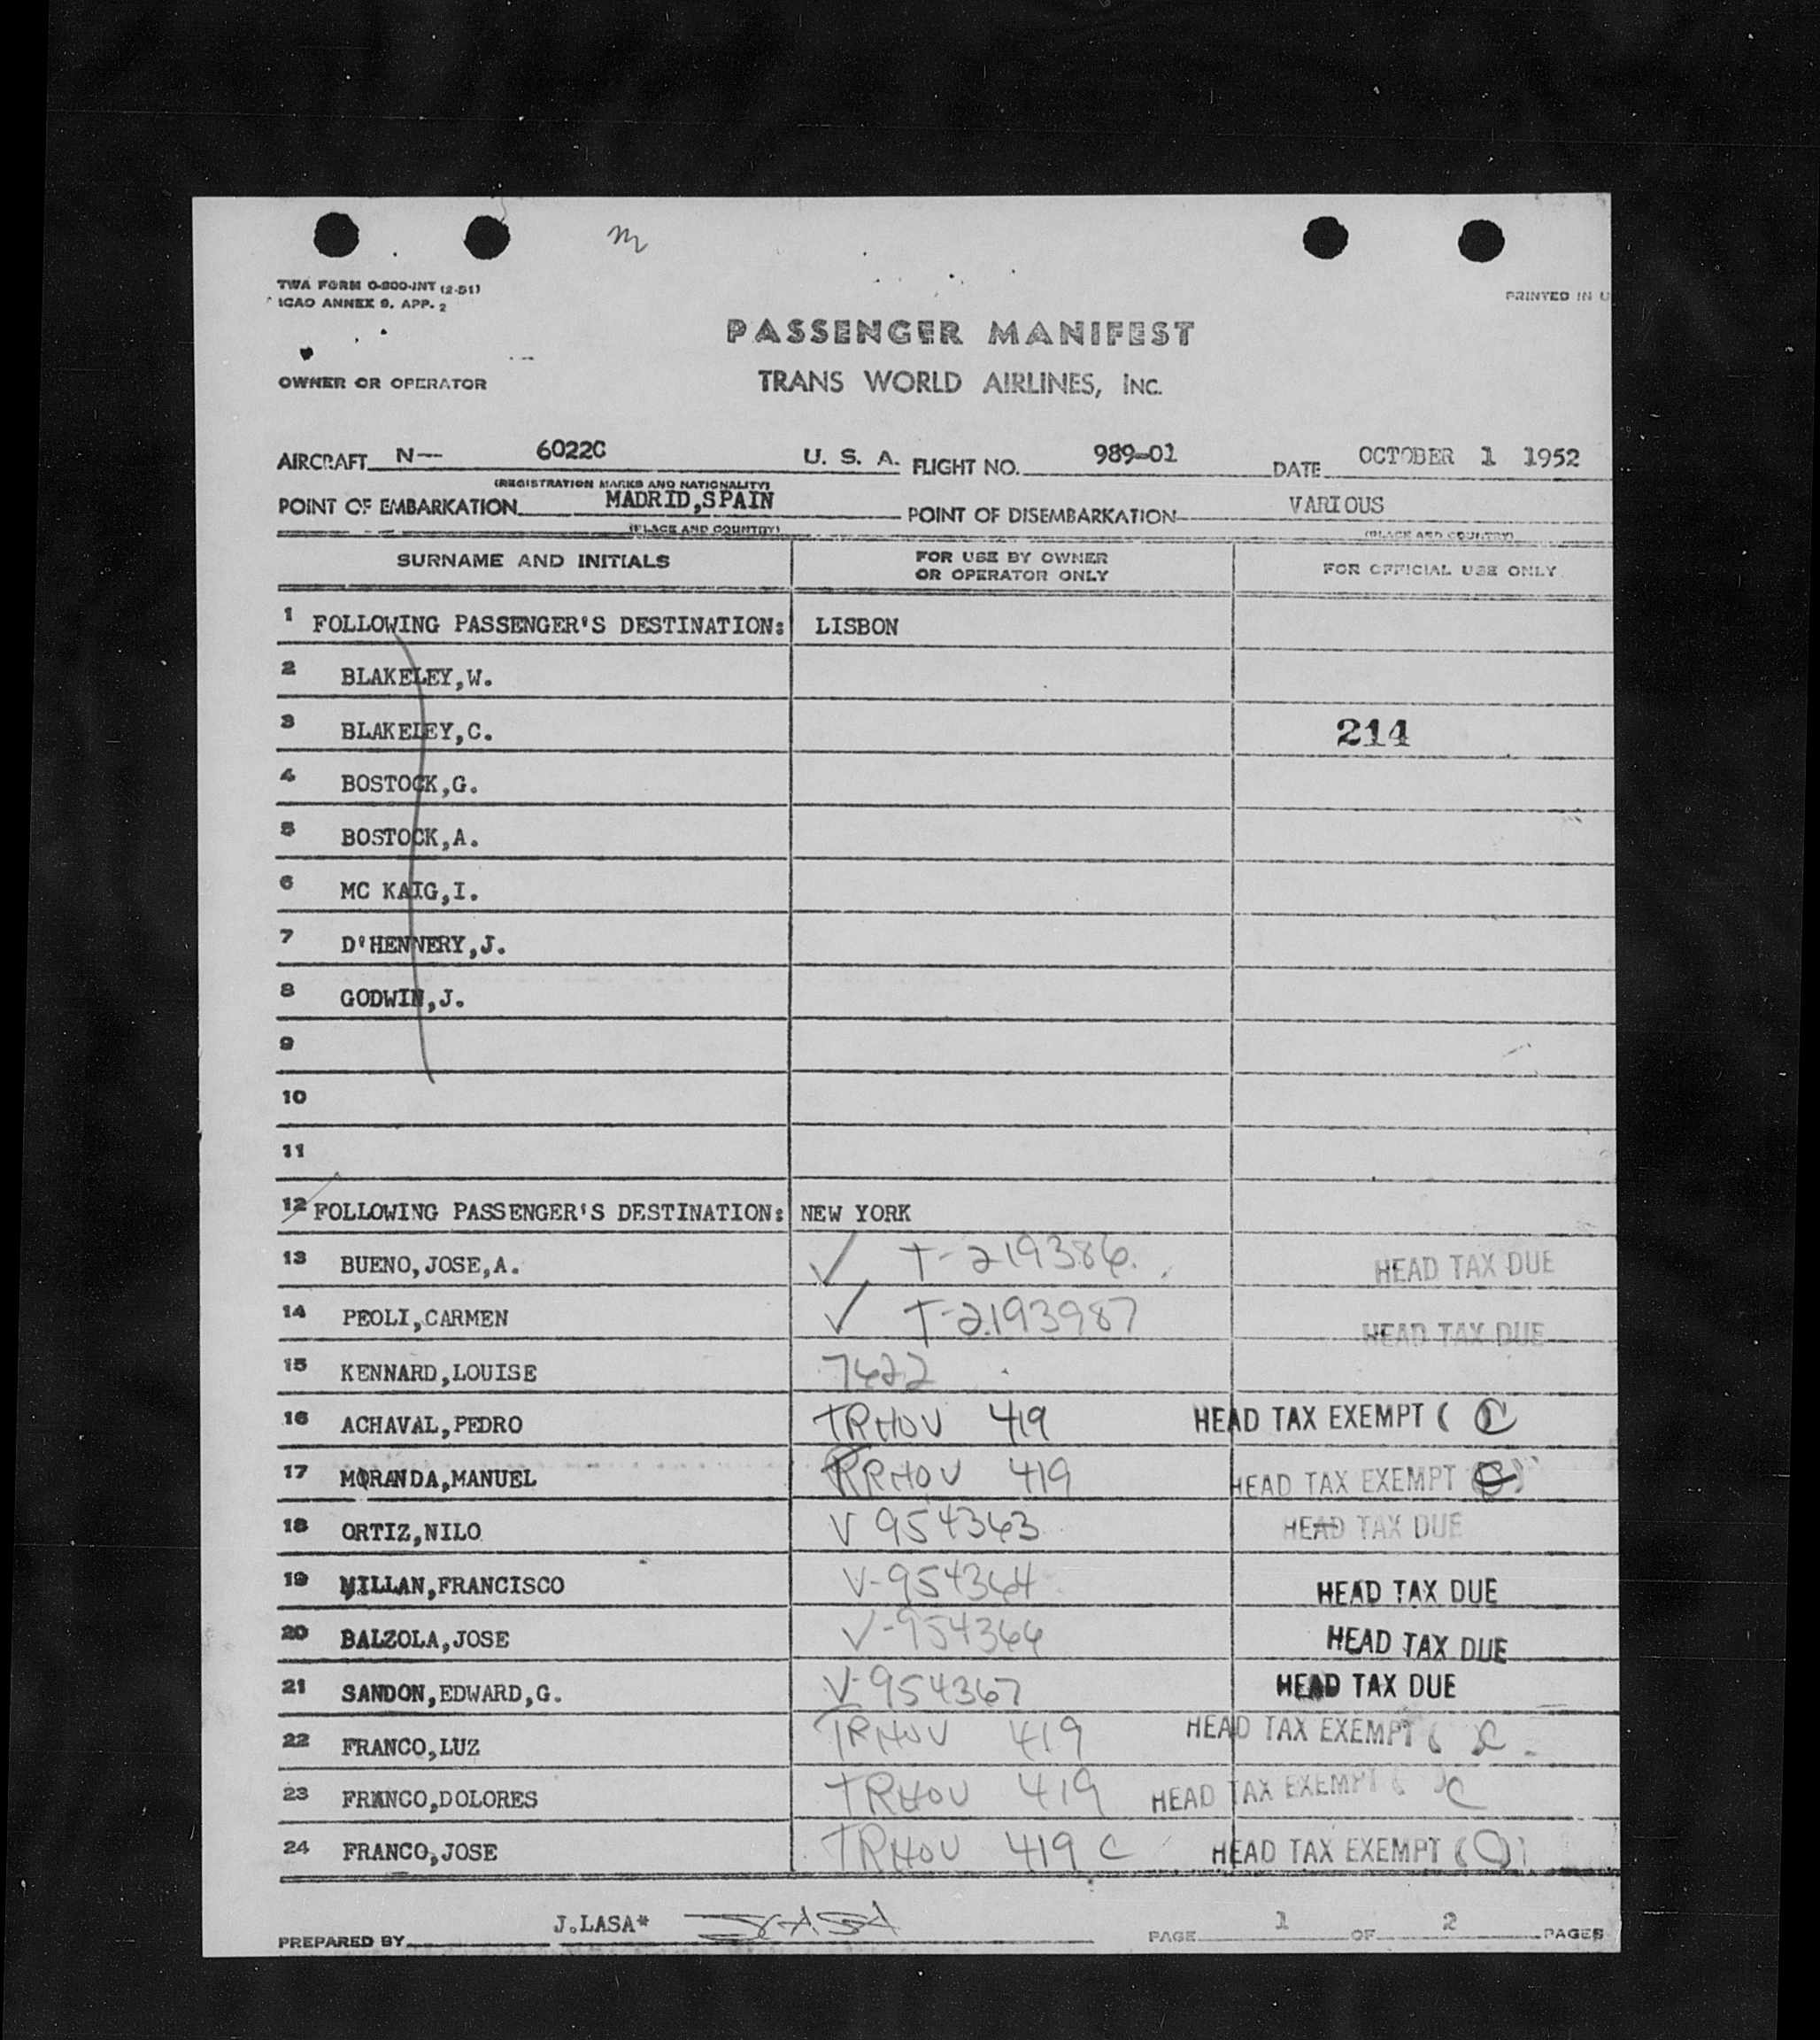 m
TWA FORM 0-800-INT (2-51)
ICAO ANNEX 9. APP. 2
PRINTED IN U
PASSENGER MANIFEST
OWNER OR OPERATOR TRANS WORLD AIRLINES, INC.
AIRCRAFT N— 6022C U. S. A. FLIGHT NO. 989-01 DATE OCTOBER 1 1952
(REGISTRATION MARKS AND NATIONALITY)
POINT OF EMBARKATION MADRID,SPAIN POINT OF DISEMBARKATION VARIOUS
(PLACE AND COUNTRY) (PLACE AND COUNTRY)
SURNAME AND INITIALS FOR USE BY OWNER OR OPERATOR ONLY FOR OFFICIAL USE ONLY
1 FOLLOWING PASSENGER'S DESTINATION: LISBON
2 BLAKELEY,W.
3 BLAKELEY,C. 214
4 BOSTOCK,G.
5 BOSTOCK,A.
6 MC KAIG,I.
7 D'HENNERY,J.
8 GODWIN,J.
9
10
11
12 FOLLOWING PASSENGER'S DESTINATION: NEW YORK
13 BUENO,JOSE,A. ✓ T-219386. HEAD TAX DUE
14 PEOLI,CARMEN ✓ T-2193987 HEAD TAX DUE
15 KENNARD,LOUISE 7622
16 ACHAVAL,PEDRO TRHOV 419 HEAD TAX EXEMPT ( C
17 MORANDA,MANUEL TRHOV 419 HEAD TAX EXEMPT (C)
18 ORTIZ,NILO V 954363 HEAD TAX DUE
19 MILLAN,FRANCISCO V-954364 HEAD TAX DUE
20 BALZOLA,JOSE V-954366 HEAD TAX DUE
21 SANDON,EDWARD,G. V-954367 HEAD TAX DUE
22 FRANCO,LUZ TRHOV 419 HEAD TAX EXEMPT ( C
23 FRANCO,DOLORES TRHOV 419 HEAD TAX EXEMPT ( )C
24 FRANCO,JOSE TRHOV 419 C HEAD TAX EXEMPT ( )
PREPARED BY J.LASA* JLASA PAGE 1 OF 2 PAGES